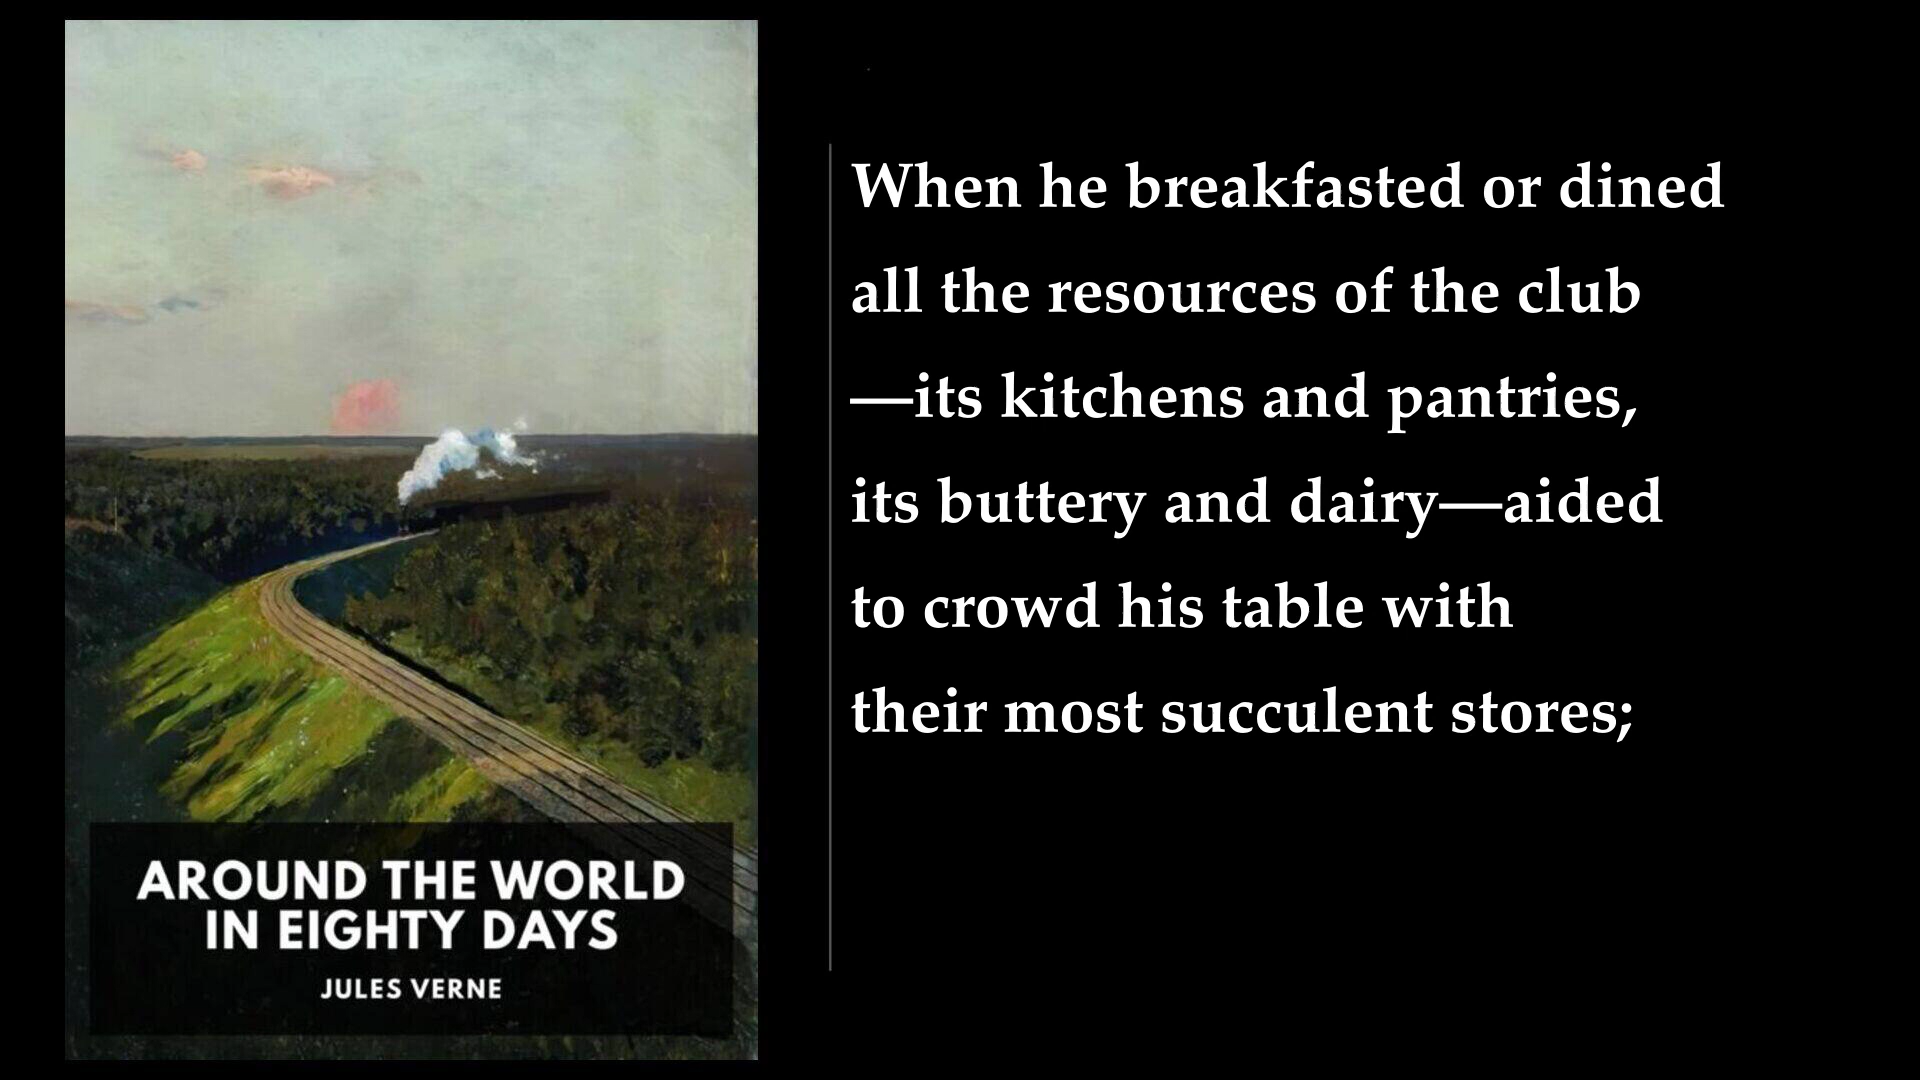 When he breakfasted or dined
all the resources of the club
—its kitchens and pantries,
its buttery and dairy—aided
to crowd his table with
their most succulent stores;
AROUND THE WORLD
IN EIGHTY DAYS
JULES VERNE